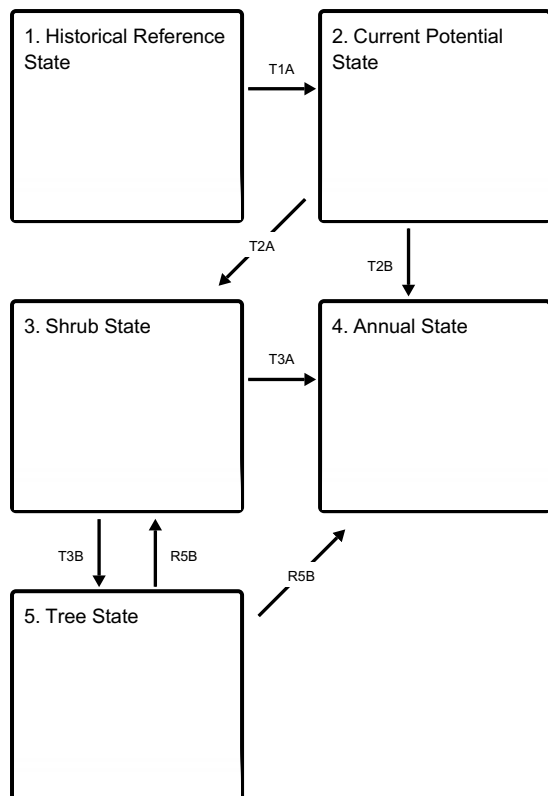 1. Historical Reference
State
T1A
2. Current Potential
State
T2A
T2B
3. Shrub State
T3A
4. Annual State
T3B
R5B
R5B
5. Tree State